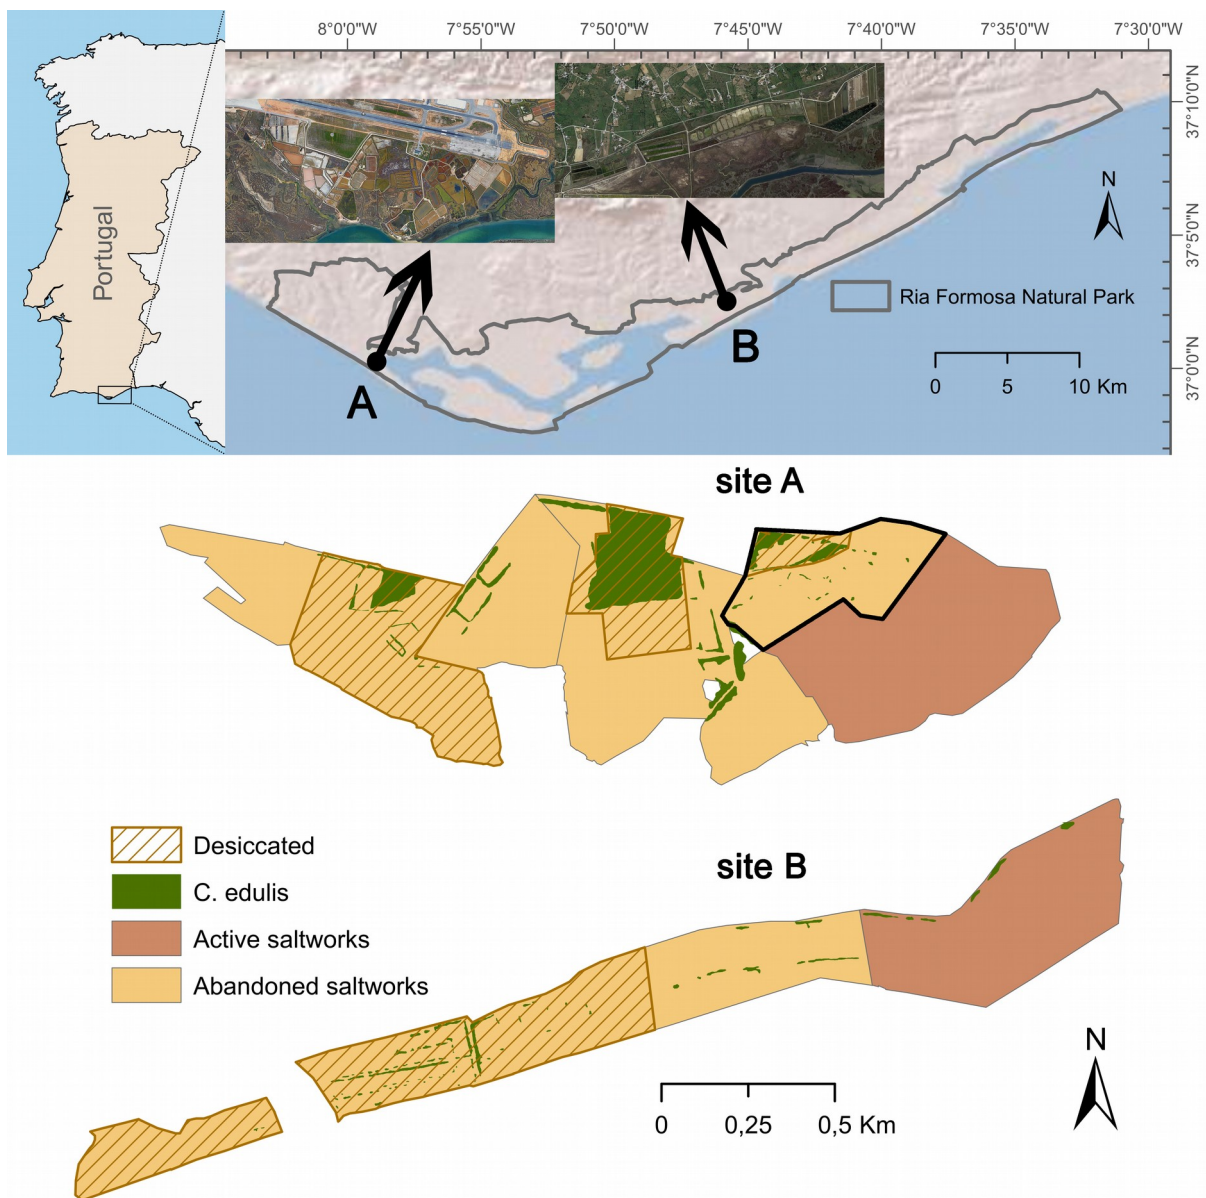 8°0'0"W
7°55'0"W
7°50'0"W
7°45'0"W
7°40'0"W
7°35'0"W
7°30'0"W
37°10'0"N
37°5'0"N
37°0'0"N
Portugal
N
Ria Formosa Natural Park
A
B
0 5 10 Km
site A
Desiccated
C. edulis
Active saltworks
Abandoned saltworks
site B
N
0 0,25 0,5 Km